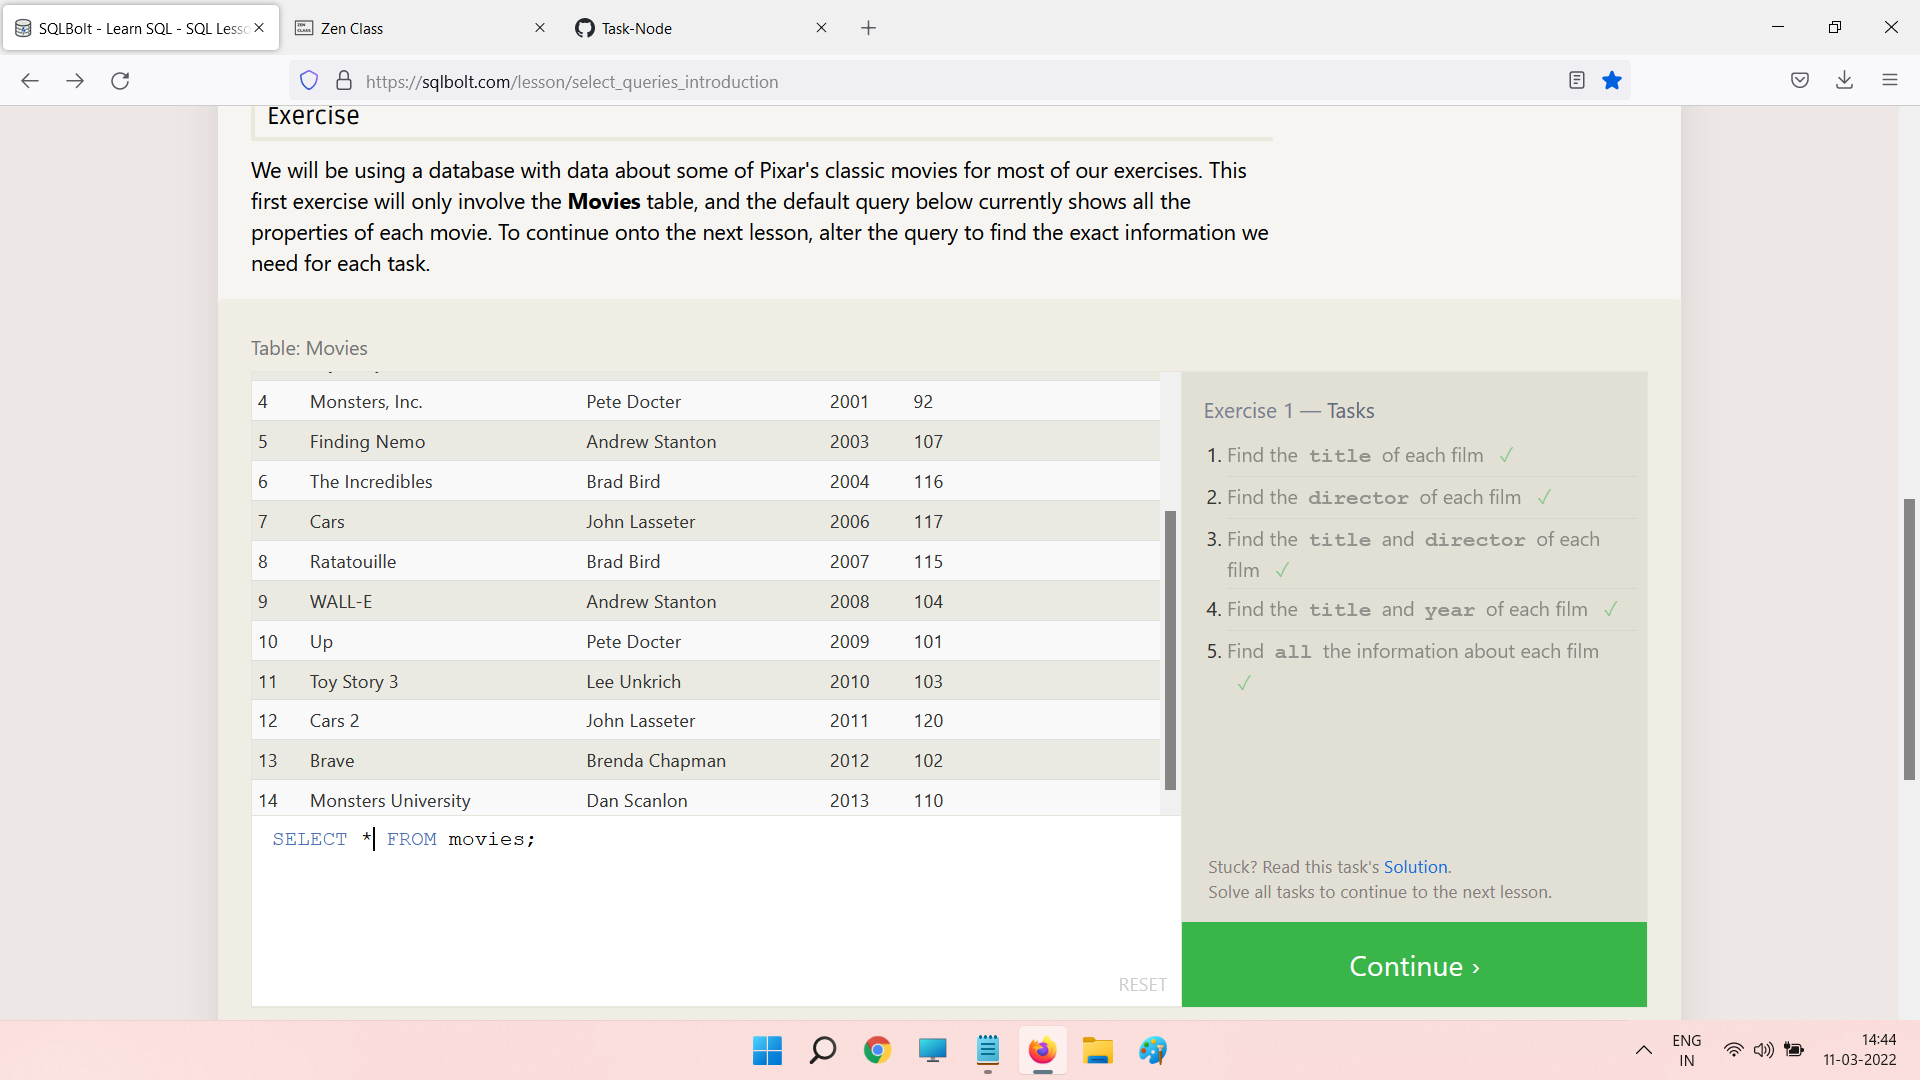 SQLBolt - Learn SQL - SQL Lesso
Zen Class
Task-Node
https://sqlbolt.com/lesson/select_queries_introduction
Exercise
We will be using a database with data about some of Pixar's classic movies for most of our exercises. This
first exercise will only involve the Movies table, and the default query below currently shows all the
properties of each movie. To continue onto the next lesson, alter the query to find the exact information we
need for each task.
Table: Movies
4 Monsters, Inc. Pete Docter 2001 92
5 Finding Nemo Andrew Stanton 2003 107
6 The Incredibles Brad Bird 2004 116
7 Cars John Lasseter 2006 117
8 Ratatouille Brad Bird 2007 115
9 WALL-E Andrew Stanton 2008 104
10 Up Pete Docter 2009 101
11 Toy Story 3 Lee Unkrich 2010 103
12 Cars 2 John Lasseter 2011 120
13 Brave Brenda Chapman 2012 102
14 Monsters University Dan Scanlon 2013 110
SELECT * FROM movies;
RESET
Exercise 1 — Tasks
1. Find the title of each film ✓
2. Find the director of each film ✓
3. Find the title and director of each
film ✓
4. Find the title and year of each film ✓
5. Find all the information about each film
✓
Stuck? Read this task's Solution.
Solve all tasks to continue to the next lesson.
Continue ›
ENG
IN
14:44
11-03-2022